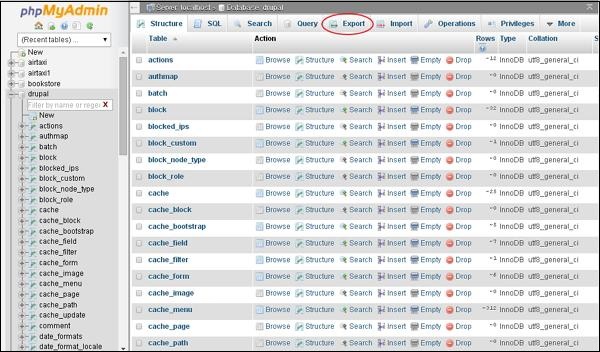 phpMyAdmin
(Recent tables) ...
New
airtaxi
airtaxi1
bookstore
drupal
Filter by name or regex X
New
actions
authmap
batch
block
blocked_ips
block_custom
block_node_type
block_role
cache
cache_block
cache_bootstrap
cache_field
cache_filter
cache_form
cache_image
cache_menu
cache_page
cache_path
cache_update
comment
date_formats
date_format_locale
Server: localhost » Database: drupal
Structure SQL Search Query Export Import Operations Privileges More
Table Action Rows Type Collation S
actions Browse Structure Search Insert Empty Drop InnoDB utf8_general_ci
authmap Browse Structure Search Insert Empty Drop ~0 InnoDB utf8_general_ci
batch Browse Structure Search Insert Empty Drop ~0 InnoDB utf8_general_ci
block Browse Structure Search Insert Empty Drop InnoDB utf8_general_ci
blocked_ips Browse Structure Search Insert Empty Drop ~0 InnoDB utf8_general_ci
block_custom Browse Structure Search Insert Empty Drop InnoDB utf8_general_ci
block_node_type Browse Structure Search Insert Empty Drop ~0 InnoDB utf8_general_ci
block_role Browse Structure Search Insert Empty Drop ~0 InnoDB utf8_general_ci
cache Browse Structure Search Insert Empty Drop InnoDB utf8_general_ci
cache_block Browse Structure Search Insert Empty Drop ~0 InnoDB utf8_general_ci
cache_bootstrap Browse Structure Search Insert Empty Drop InnoDB utf8_general_ci
cache_field Browse Structure Search Insert Empty Drop InnoDB utf8_general_ci
cache_filter Browse Structure Search Insert Empty Drop InnoDB utf8_general_ci
cache_form Browse Structure Search Insert Empty Drop InnoDB utf8_general_ci
cache_image Browse Structure Search Insert Empty Drop ~0 InnoDB utf8_general_ci
cache_menu Browse Structure Search Insert Empty Drop InnoDB utf8_general_ci
cache_page Browse Structure Search Insert Empty Drop ~0 InnoDB utf8_general_ci
cache_path Browse Structure Search Insert Empty Drop InnoDB utf8_general_ci